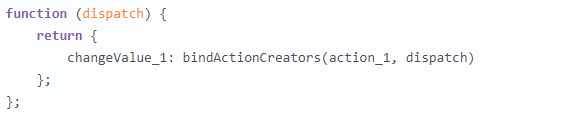 function (dispatch) {
    return {
        changeValue_1: bindActionCreators(action_1, dispatch)
    };
};